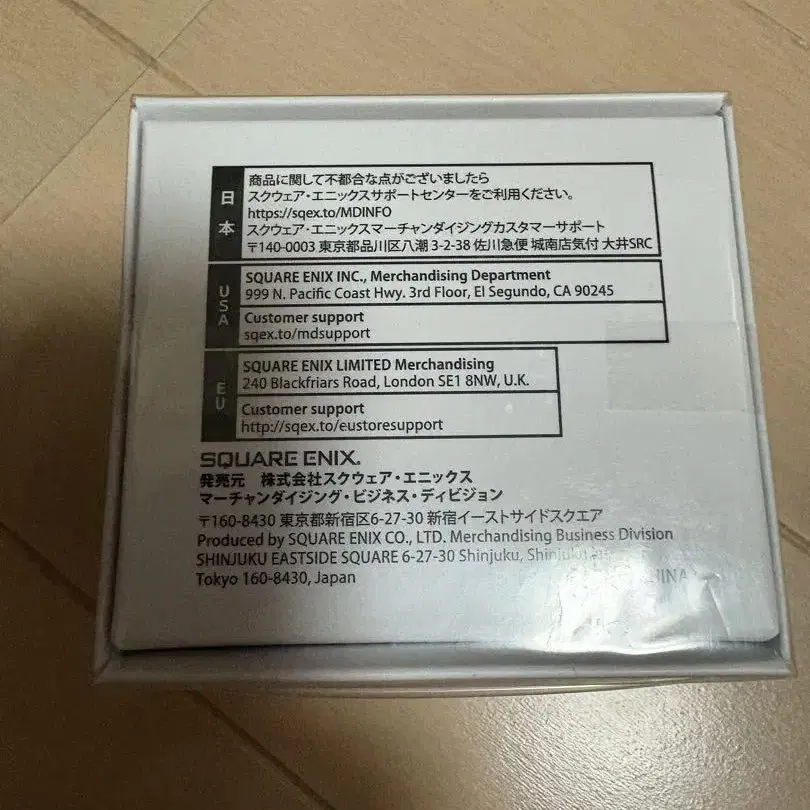 日本
商品に関して不都合な点がございましたら
スクウェア・エニックスサポートセンターをご利用ください。
https://sqex.to/MDINFO
スクウェア・エニックスマーチャンダイジングカスタマーサポート
〒140-0003 東京都品川区八潮 3-2-38 佐川急便 城南店気付 大井SRC
USA
SQUARE ENIX INC., Merchandising Department
999 N. Pacific Coast Hwy. 3rd Floor, El Segundo, CA 90245
Customer support
sqex.to/mdsupport
EU
SQUARE ENIX LIMITED Merchandising
240 Blackfriars Road, London SE1 8NW, U.K.
Customer support
http://sqex.to/eustoresupport
SQUARE ENIX.
発売元 株式会社スクウェア・エニックス
マーチャンダイジング・ビジネス・ディビジョン
〒160-8430 東京都新宿区6-27-30 新宿イーストサイドスクエア
Produced by SQUARE ENIX CO., LTD. Merchandising Business Division
SHINJUKU EASTSIDE SQUARE 6-27-30 Shinjuku,
Tokyo 160-8430, Japan